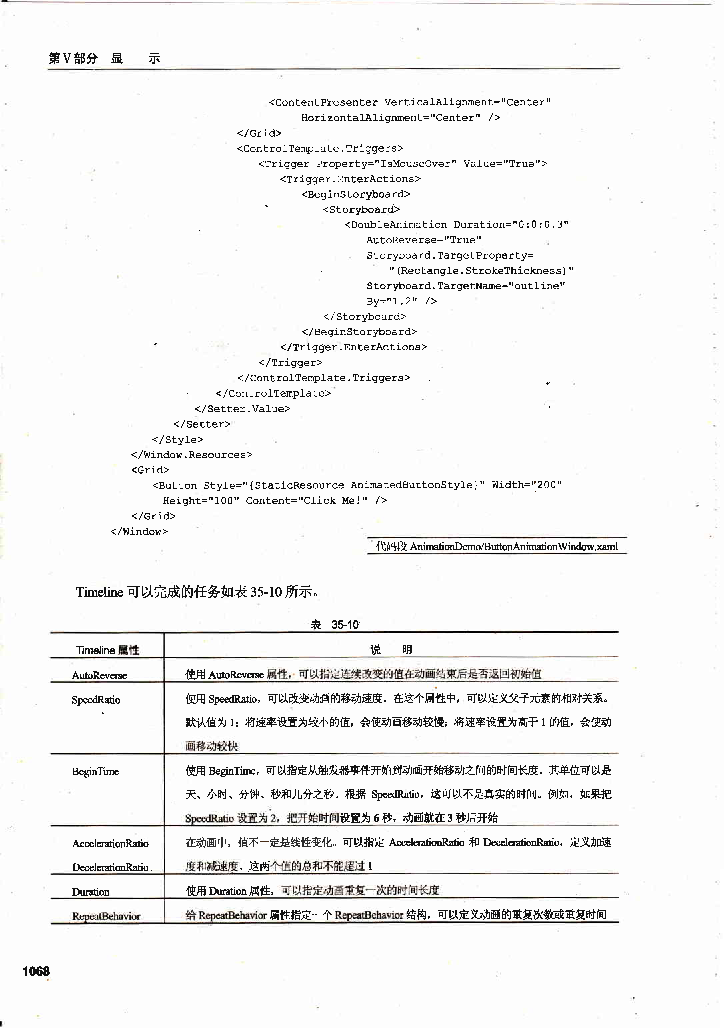 第V部分 显 示
<ContentPresenter VerticalAlignment="Center"
HorizontalAlignment="Center" />
</Grid>
<ControlTemplate.Triggers>
<Trigger Property="IsMouseOver" Value="True">
<Trigger.EnterActions>
<BeginStoryboard>
<Storyboard>
<DoubleAnimation Duration="0:0:0.3"
AutoReverse="True"
Storyboard.TargetProperty=
"(Rectangle.StrokeThickness)"
Storyboard.TargetName="outline"
By="1.2" />
</Storyboard>
</BeginStoryboard>
</Trigger.EnterActions>
</Trigger>
</ControlTemplate.Triggers>
</ControlTemplate>
</Setter.Value>
</Setter>
</Style>
</Window.Resources>
<Grid>
<Button Style="{StaticResource AnimatedButtonStyle}" Width="200"
Height="100" Content="Click Me!" />
</Grid>
</Window>
代码段 AnimationDemo/ButtonAnimationWindow.xaml
Timeline 可以完成的任务如表 35-10 所示。
表 35-10
Timeline 属性 说 明
AutoReverse 使用 AutoReverse 属性，可以指定连续改变的值在动画结束后是否返回初始值
SpeedRatio 使用 SpeedRatio，可以改变动画的移动速度。在这个属性中，可以定义父子元素的相对关系。
默认值为 1；将速率设置为较小的值，会使动画移动较慢；将速率设置为高于 1 的值，会使动
画移动较快
BeginTime 使用 BeginTime，可以指定从触发器事件开始到动画开始移动之间的时间长度。其单位可以是
天、小时、分钟、秒和几分之秒。根据 SpeedRatio，这可以不是真实的时间。例如，如果把
SpeedRatio 设置为 2，把开始时间设置为 6 秒，动画就在 3 秒后开始
AccelerationRatio 在动画中，值不一定是线性变化。可以指定 AccelerationRatio 和 DecelerationRatio，定义加速
DecelerationRatio 度和减速度。这两个值的总和不能超过 1
Duration 使用 Duration 属性，可以指定动画重复一次的时间长度
RepeatBehavior 给 RepeatBehavior 属性指定一个 RepeatBehavior 结构，可以定义动画的重复次数或重复时间
1068